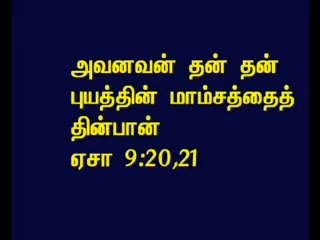 அவனவன் தன் தன்
புயத்தின் மாம்சத்தைத்
தின்பான்
ஏசா 9:20,21